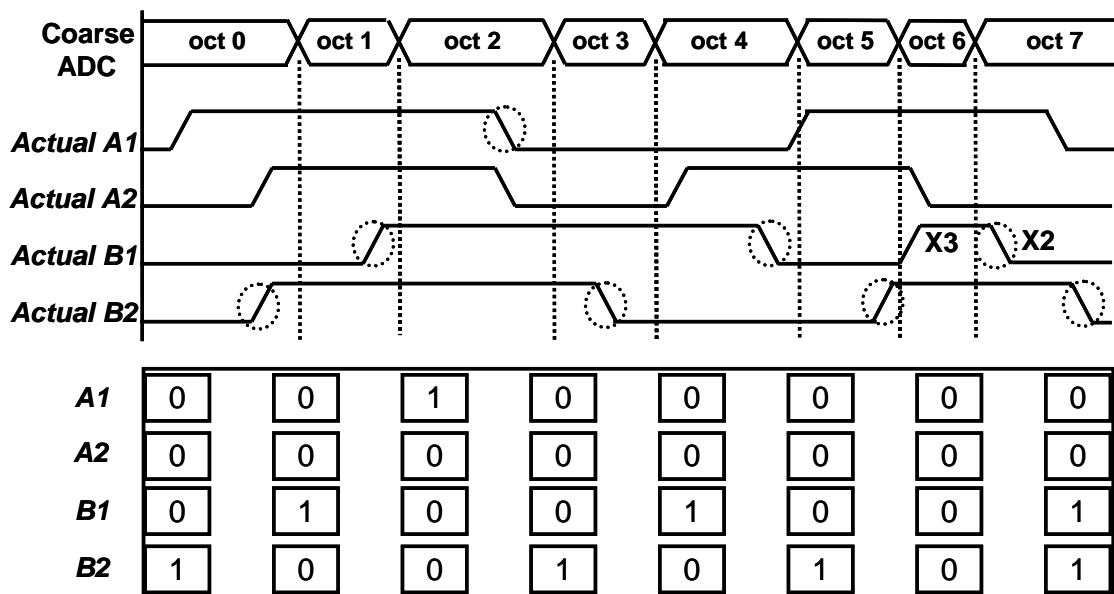 Coarse ADC
oct 0 oct 1 oct 2 oct 3 oct 4 oct 5 oct 6 oct 7
Actual A1
Actual A2
Actual B1
X3 X2
Actual B2
A1 0 0 1 0 0 0 0 0
A2 0 0 0 0 0 0 0 0
B1 0 1 0 0 1 0 0 1
B2 1 0 0 1 0 1 0 1